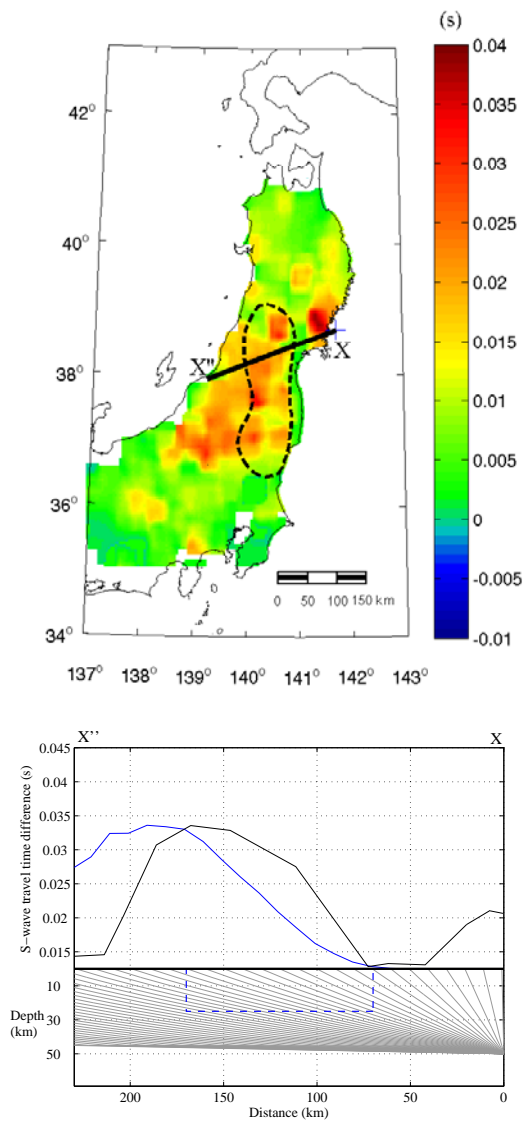 (s)
0.04
0.035
0.03
0.025
0.02
0.015
0.01
0.005
0
-0.005
-0.01
42°
40°
38°
36°
34°
X''
X
0 50 100 150 km
137 138° 139° 140° 141° 142° 143°
X’’ X
S−wave travel time difference (s)
0.045
0.04
0.035
0.03
0.025
0.02
0.015
Depth
(km)
10
30
50
200 150 100 50 0
Distance (km)